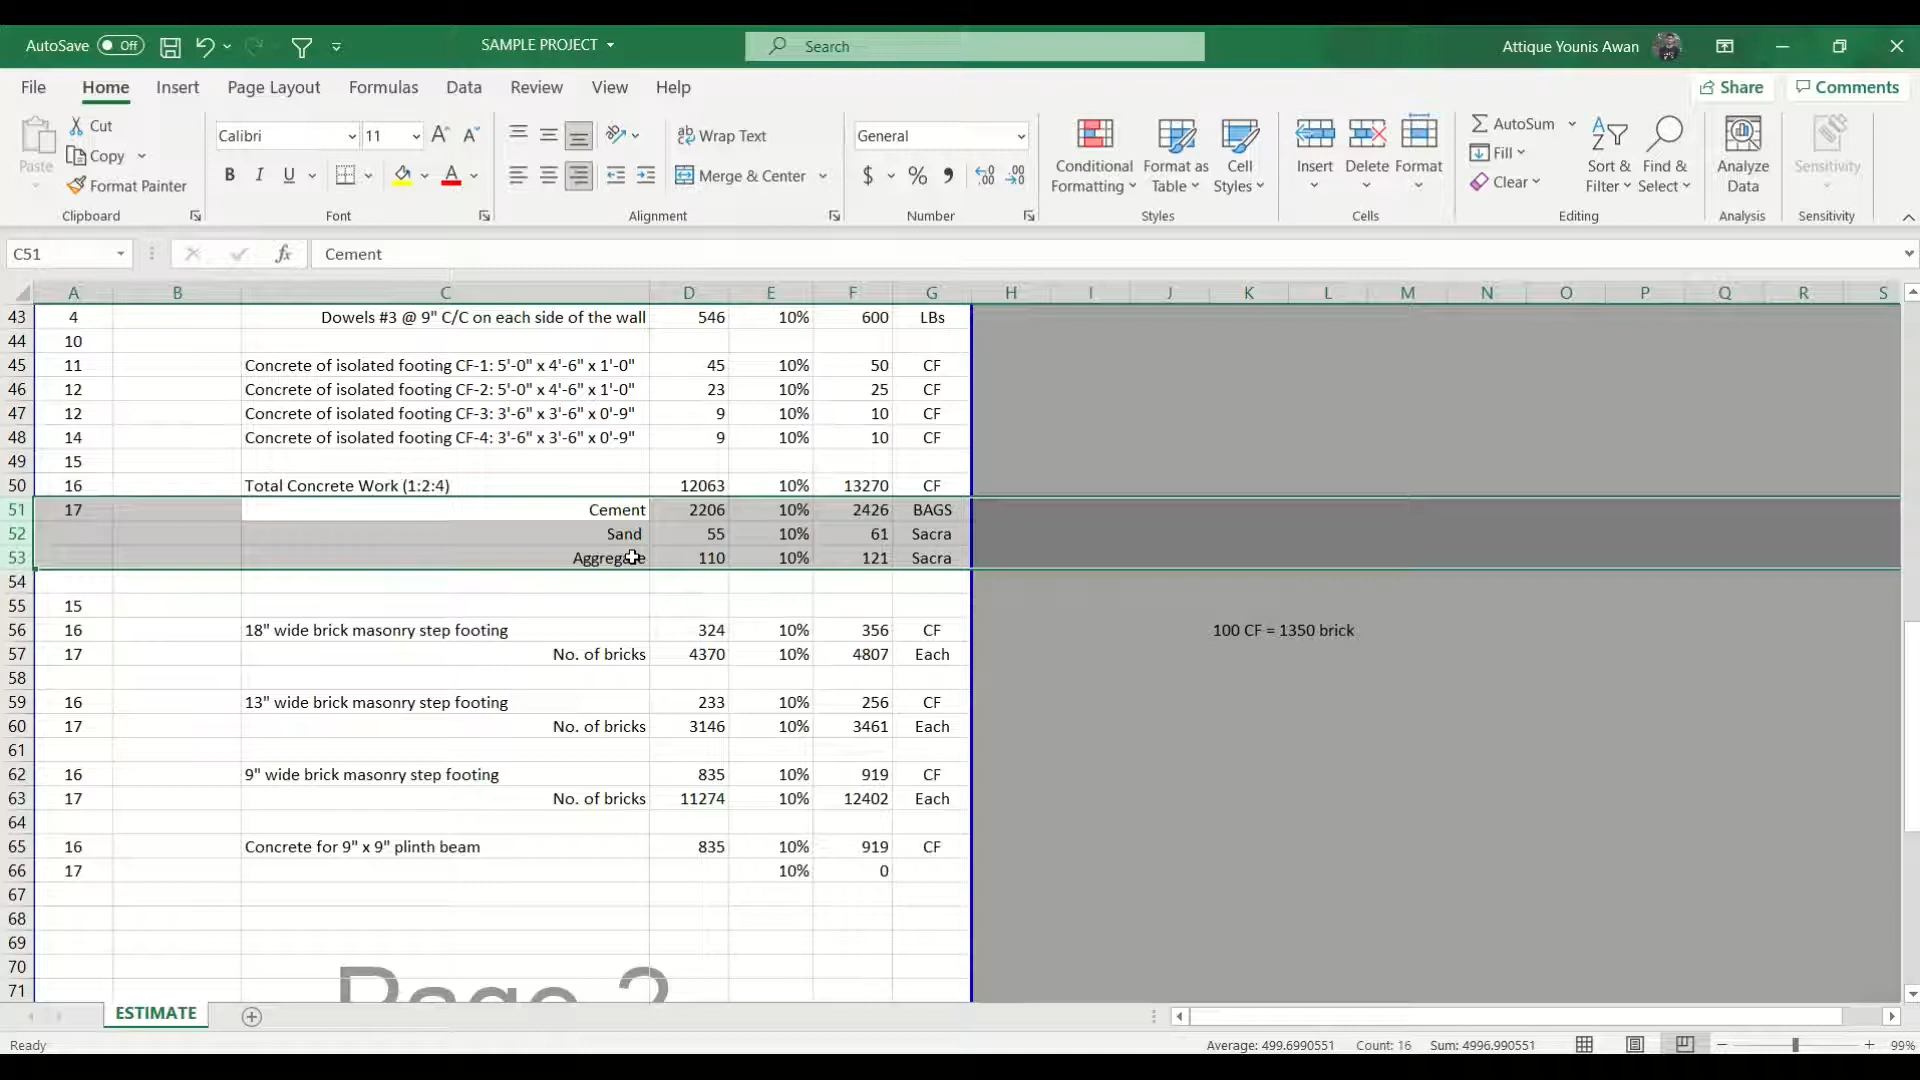 AutoSave Off SAMPLE PROJECT Search Attique Younis Awan
File Home Insert Page Layout Formulas Data Review View Help Share Comments
Paste Cut Copy Format Painter Clipboard
Calibri 11 A A B I U A Font
ab Wrap Text Merge & Center Alignment
General $ % 9 Number
Conditional Formatting Format as Table Cell Styles Styles
Insert Delete Format Cells
AutoSum Fill Clear Sort & Filter Find & Select Editing
Analyze Data Analysis
Sensitivity Sensitivity
C51 fx Cement
A B C D E F G H I J K L M N O P Q R S
43 4 Dowels #3 @ 9" C/C on each side of the wall 546 10% 600 LBs
44 10
45 11 Concrete of isolated footing CF-1: 5'-0" x 4'-6" x 1'-0" 45 10% 50 CF
46 12 Concrete of isolated footing CF-2: 5'-0" x 4'-6" x 1'-0" 23 10% 25 CF
47 12 Concrete of isolated footing CF-3: 3'-6" x 3'-6" x 0'-9" 9 10% 10 CF
48 14 Concrete of isolated footing CF-4: 3'-6" x 3'-6" x 0'-9" 9 10% 10 CF
49 15
50 16 Total Concrete Work (1:2:4) 12063 10% 13270 CF
51 17 Cement 2206 10% 2426 BAGS
52 Sand 55 10% 61 Sacra
53 Aggregate 110 10% 121 Sacra
54
55 15
56 16 18" wide brick masonry step footing 324 10% 356 CF 100 CF = 1350 brick
57 17 No. of bricks 4370 10% 4807 Each
58
59 16 13" wide brick masonry step footing 233 10% 256 CF
60 17 No. of bricks 3146 10% 3461 Each
61
62 16 9" wide brick masonry step footing 835 10% 919 CF
63 17 No. of bricks 11274 10% 12402 Each
64
65 16 Concrete for 9" x 9" plinth beam 835 10% 919 CF
66 17 10% 0
67
68
69
70
71
Page 2
ESTIMATE
Ready Average: 499.6990551 Count: 16 Sum: 4996.990551 99%